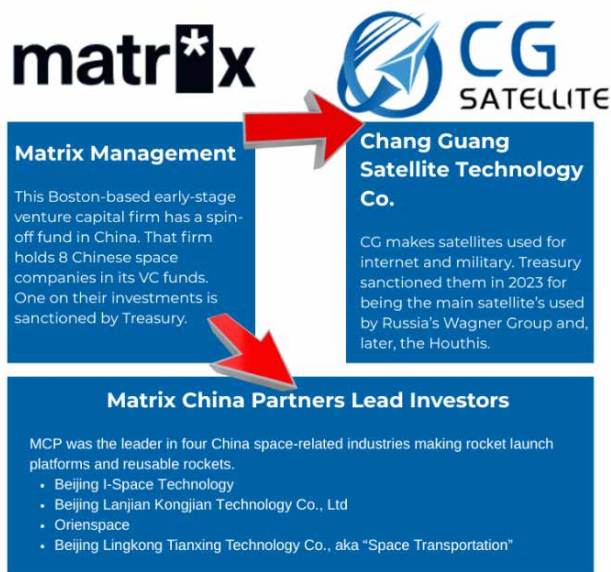 matr*x
CG
SATELLITE
Matrix Management
This Boston-based early-stage
venture capital firm has a spin-
off fund in China. That firm
holds 8 Chinese space
companies in its VC funds.
One on their investments is
sanctioned by Treasury.
Chang Guang
Satellite Technology
Co.
CG makes satellites used for
internet and military. Treasury
sanctioned them in 2023 for
being the main satellite's used
by Russia's Wagner Group and,
later, the Houthis.
Matrix China Partners Lead Investors
MCP was the leader in four China space-related industries making rocket launch
platforms and reusable rockets.
• Beijing I-Space Technology
• Beijing Lanjian Kongjian Technology Co., Ltd
• Orienspace
• Beijing Lingkong Tianxing Technology Co., aka “Space Transportation”